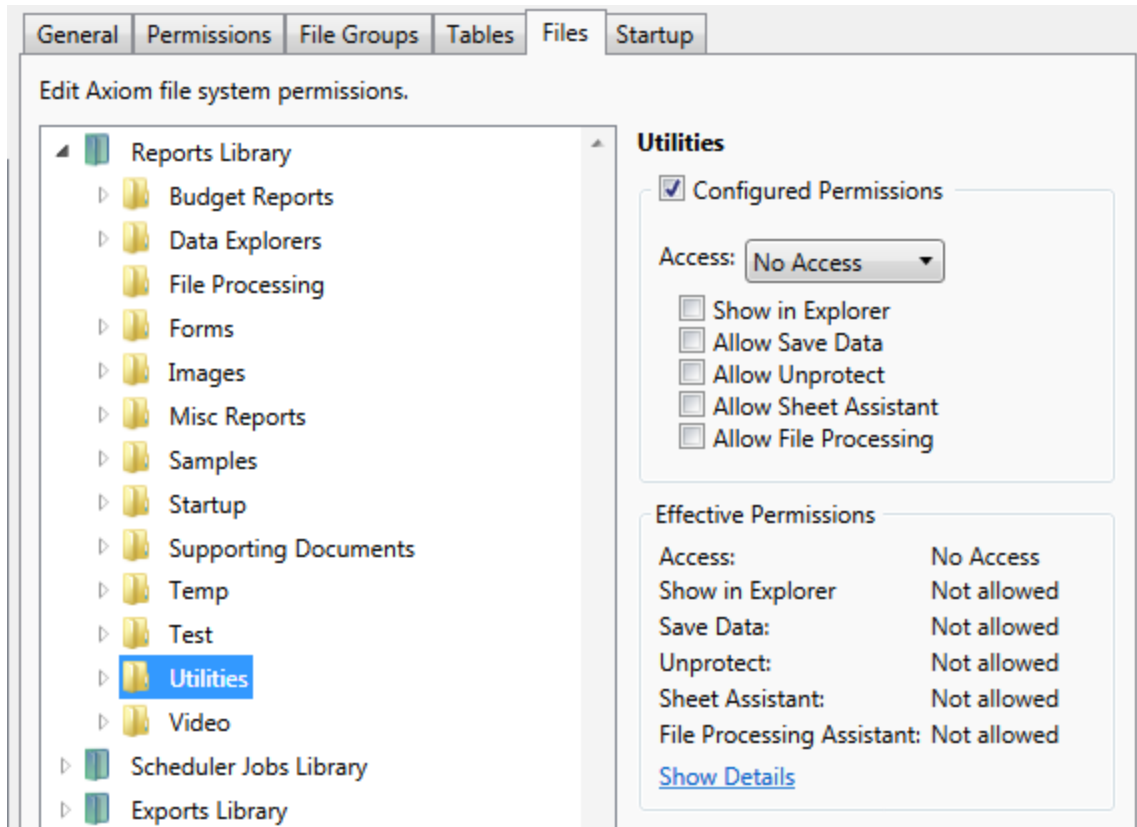 General Permissions File Groups Tables Files Startup
Edit Axiom file system permissions.
Reports Library
Budget Reports
Data Explorers
File Processing
Forms
Images
Misc Reports
Samples
Startup
Supporting Documents
Temp
Test
Utilities
Video
Scheduler Jobs Library
Exports Library
Utilities
Configured Permissions
Access: No Access
Show in Explorer
Allow Save Data
Allow Unprotect
Allow Sheet Assistant
Allow File Processing
Effective Permissions
Access: No Access
Show in Explorer Not allowed
Save Data: Not allowed
Unprotect: Not allowed
Sheet Assistant: Not allowed
File Processing Assistant: Not allowed
Show Details